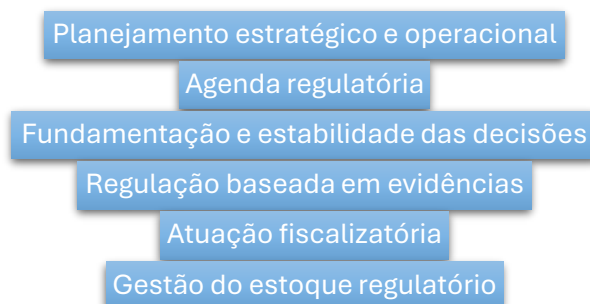 Planejamento estratégico e operacional
Agenda regulatória
Fundamentação e estabilidade das decisões
Regulação baseada em evidências
Atuação fiscalizatória
Gestão do estoque regulatório